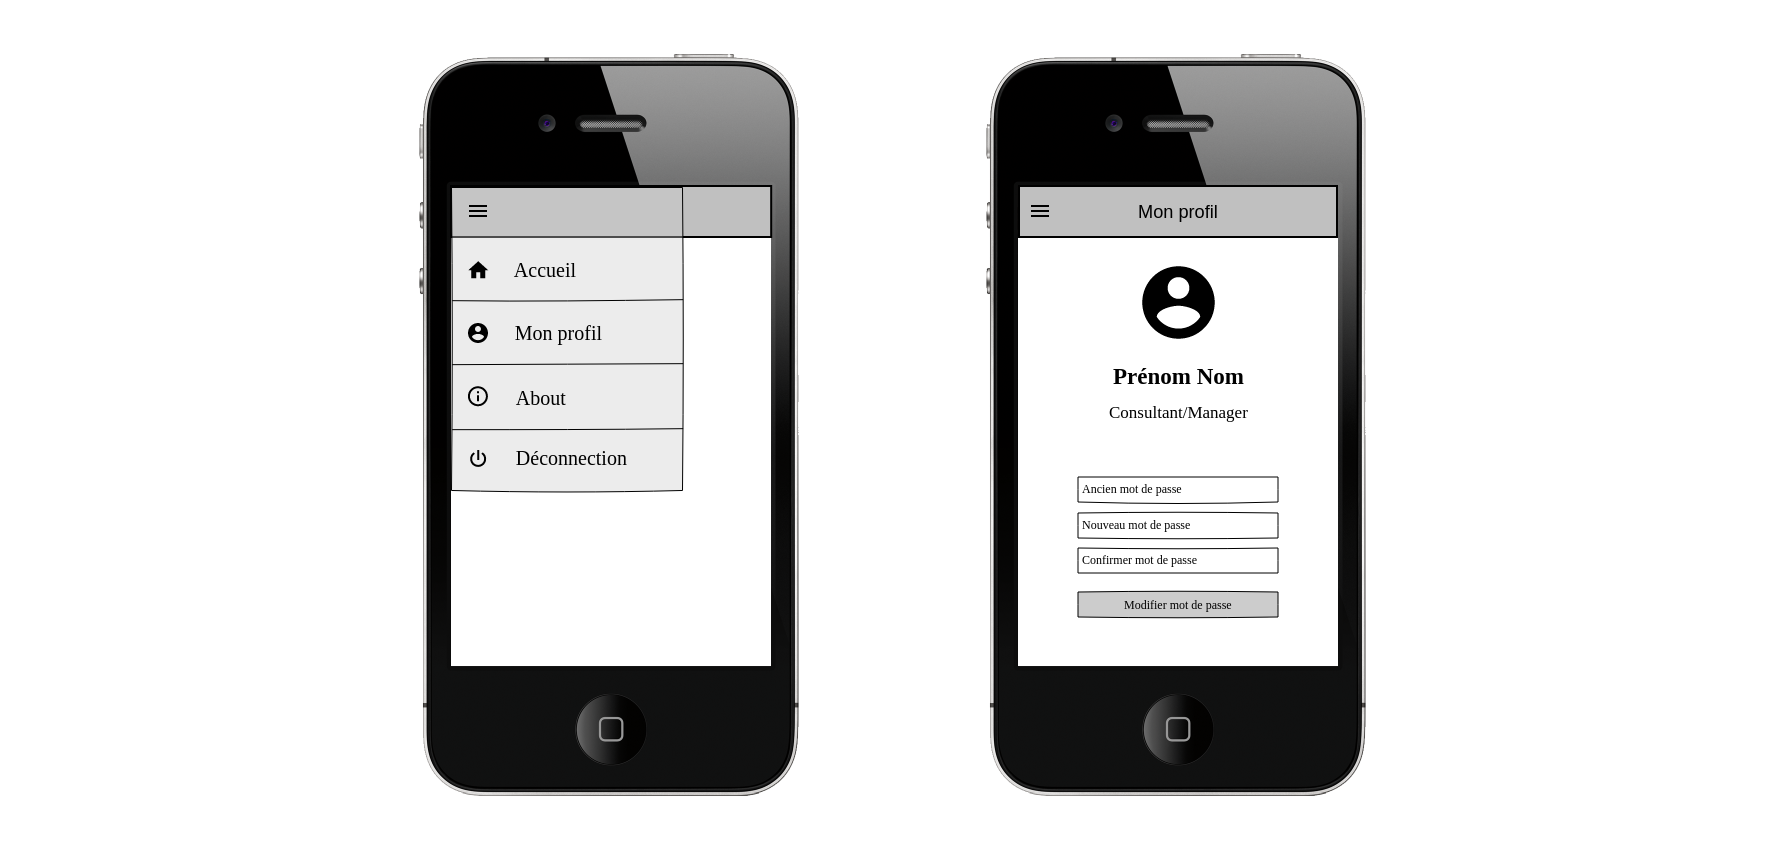 Accueil
Mon profil
About
Déconnection
Mon profil
Prénom Nom
Consultant/Manager
Ancien mot de passe
Nouveau mot de passe
Confirmer mot de passe
Modifier mot de passe